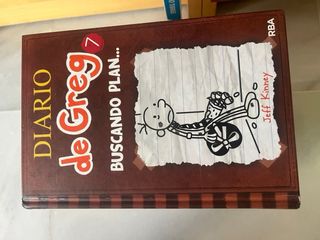 DIARIO
de Greg
7
BUSCANDO PLAN...
Jeff Kinney
RBA